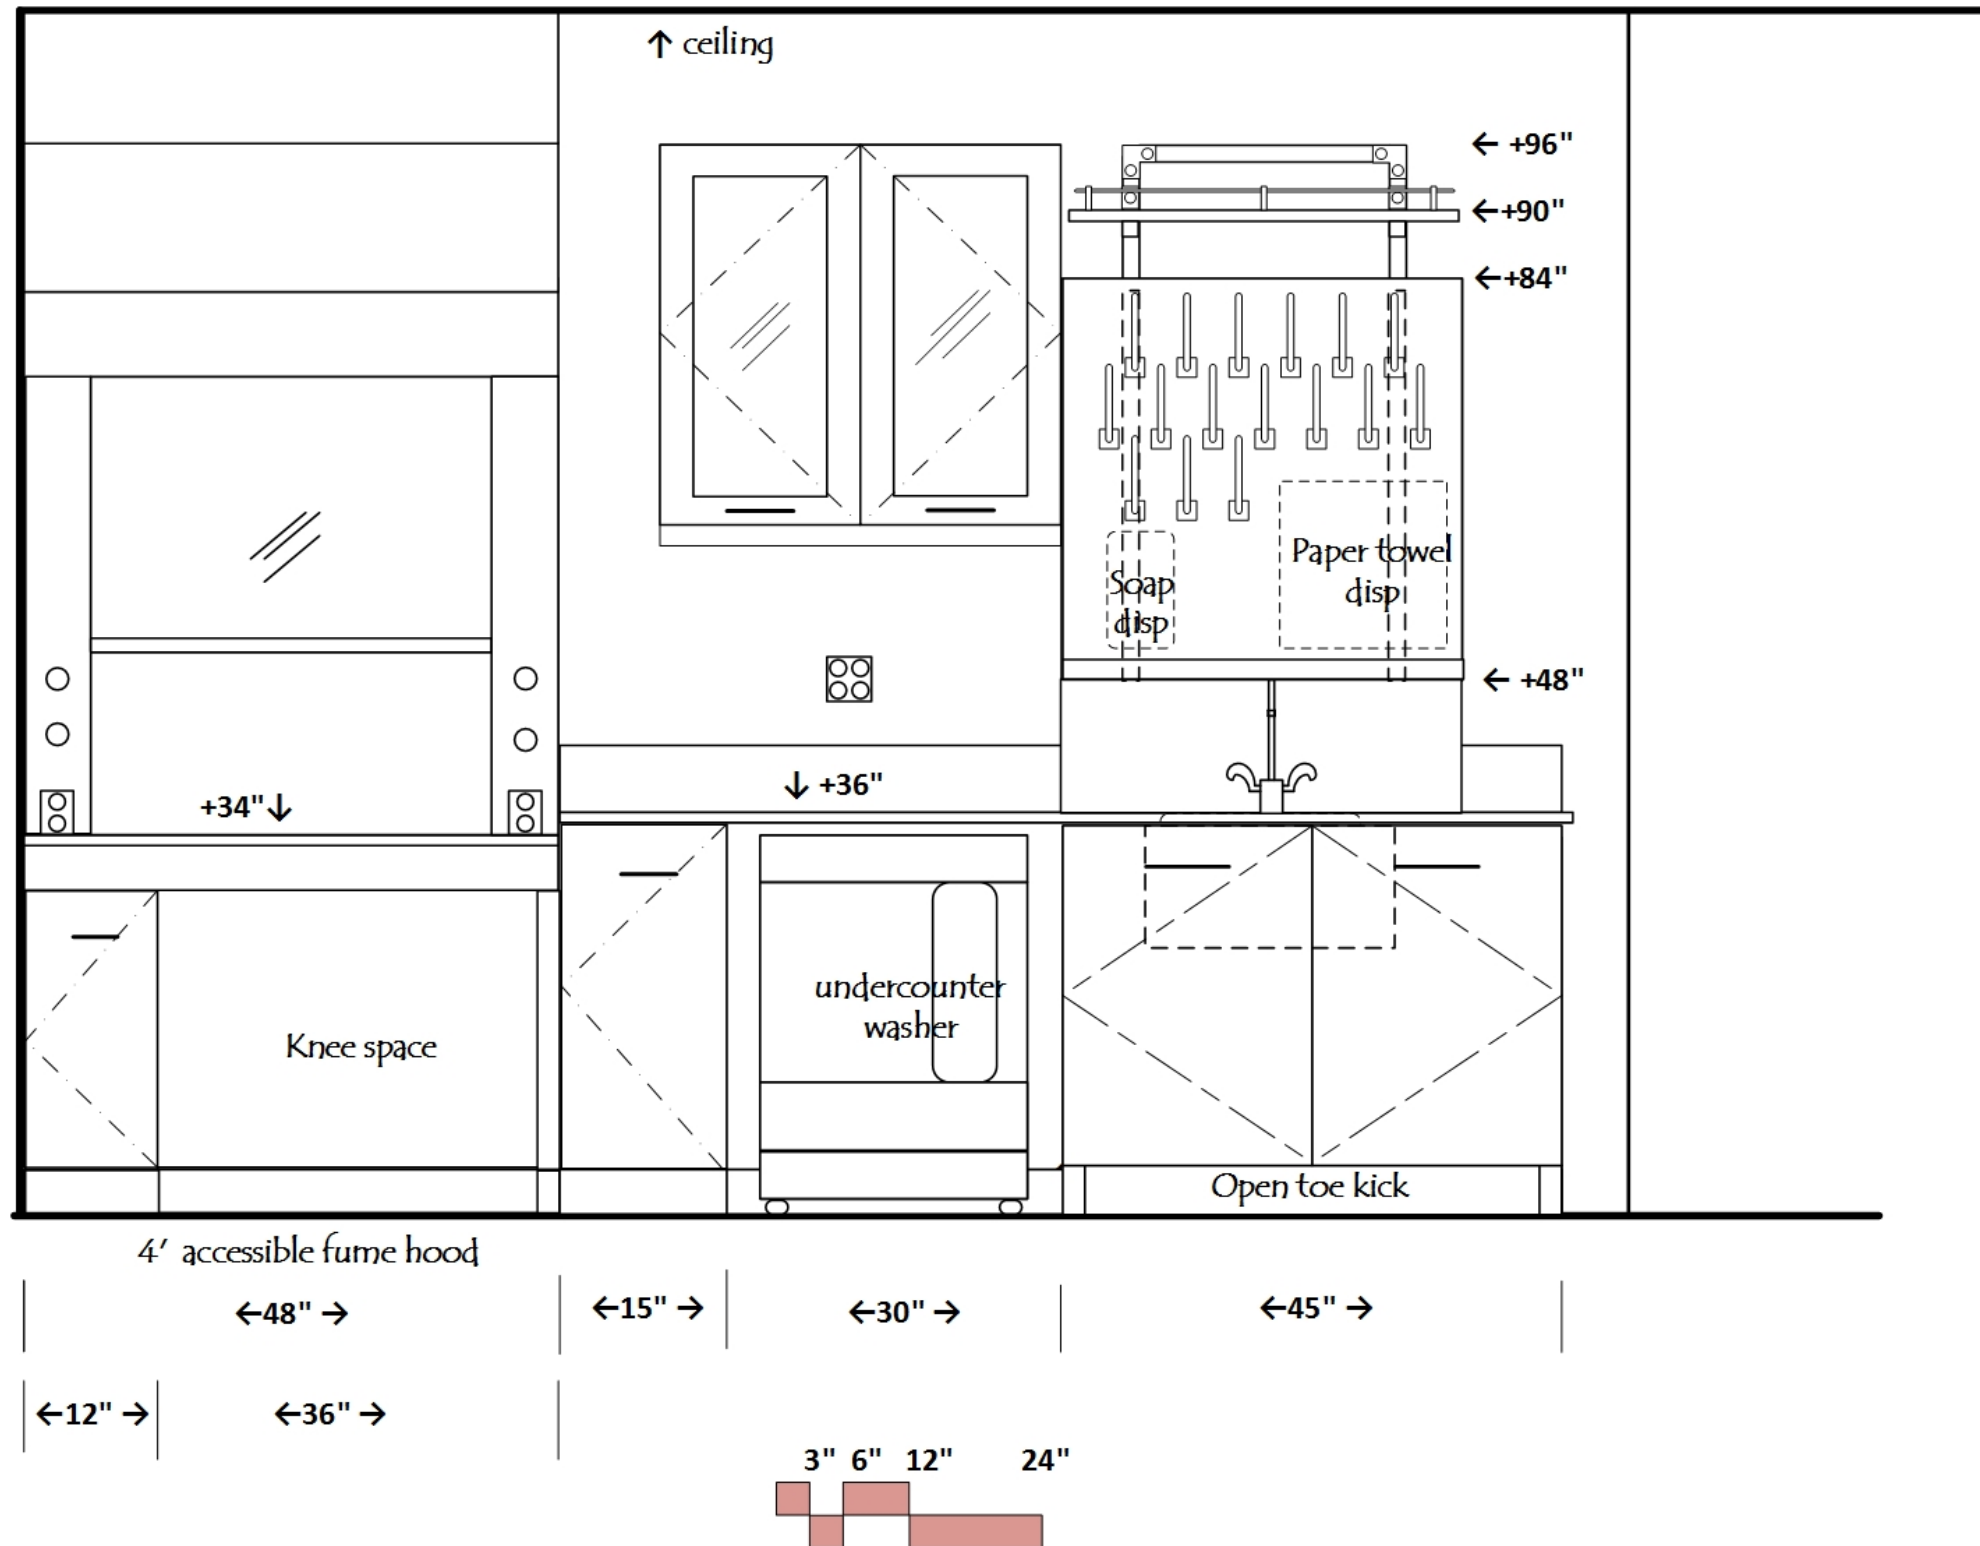 ↑ ceiling
← +96"
←+90"
←+84"
Paper towel
disp
Soap
disp
← +48"
↓ +36"
+34"↓
undercounter
washer
Knee space
Open toe kick
4' accessible fume hood
←48" →
←15" →
←30" →
←45" →
←12" →
←36" →
3" 6" 12" 24"